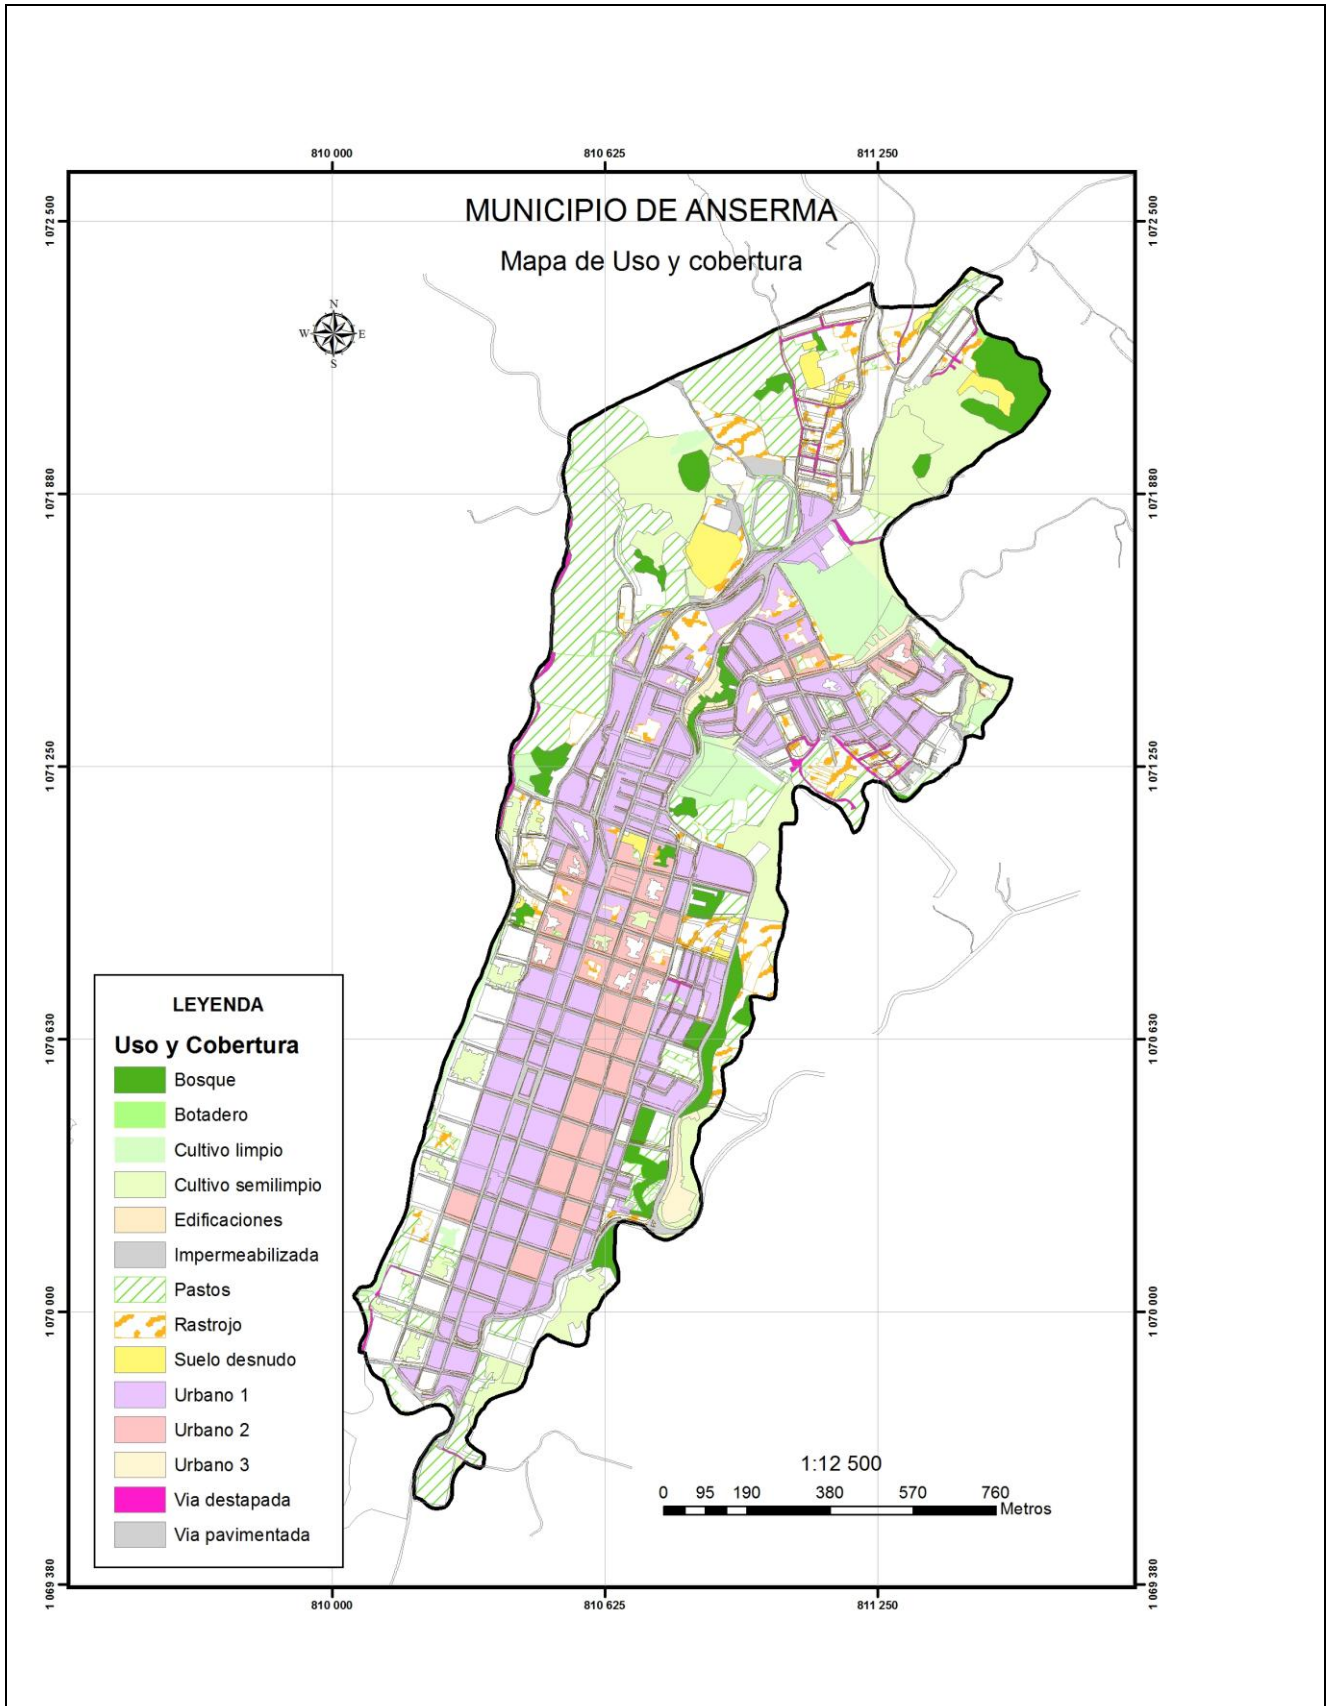 810 000
810 625
811 250
1 072 500
1 072 500
MUNICIPIO DE ANSERMA
Mapa de Uso y cobertura
N
W
E
S
1 071 880
1 071 880
1 071 250
1 071 250
1 070 630
1 070 630
1 070 000
1 070 000
1 069 380
1 069 380
LEYENDA
Uso y Cobertura
Bosque
Botadero
Cultivo limpio
Cultivo semilimpio
Edificaciones
Impermeabilizada
Pastos
Rastrojo
Suelo desnudo
Urbano 1
Urbano 2
Urbano 3
Via destapada
Via pavimentada
1:12 500
0 95 190 380 570 760
Metros
810 000
810 625
811 250